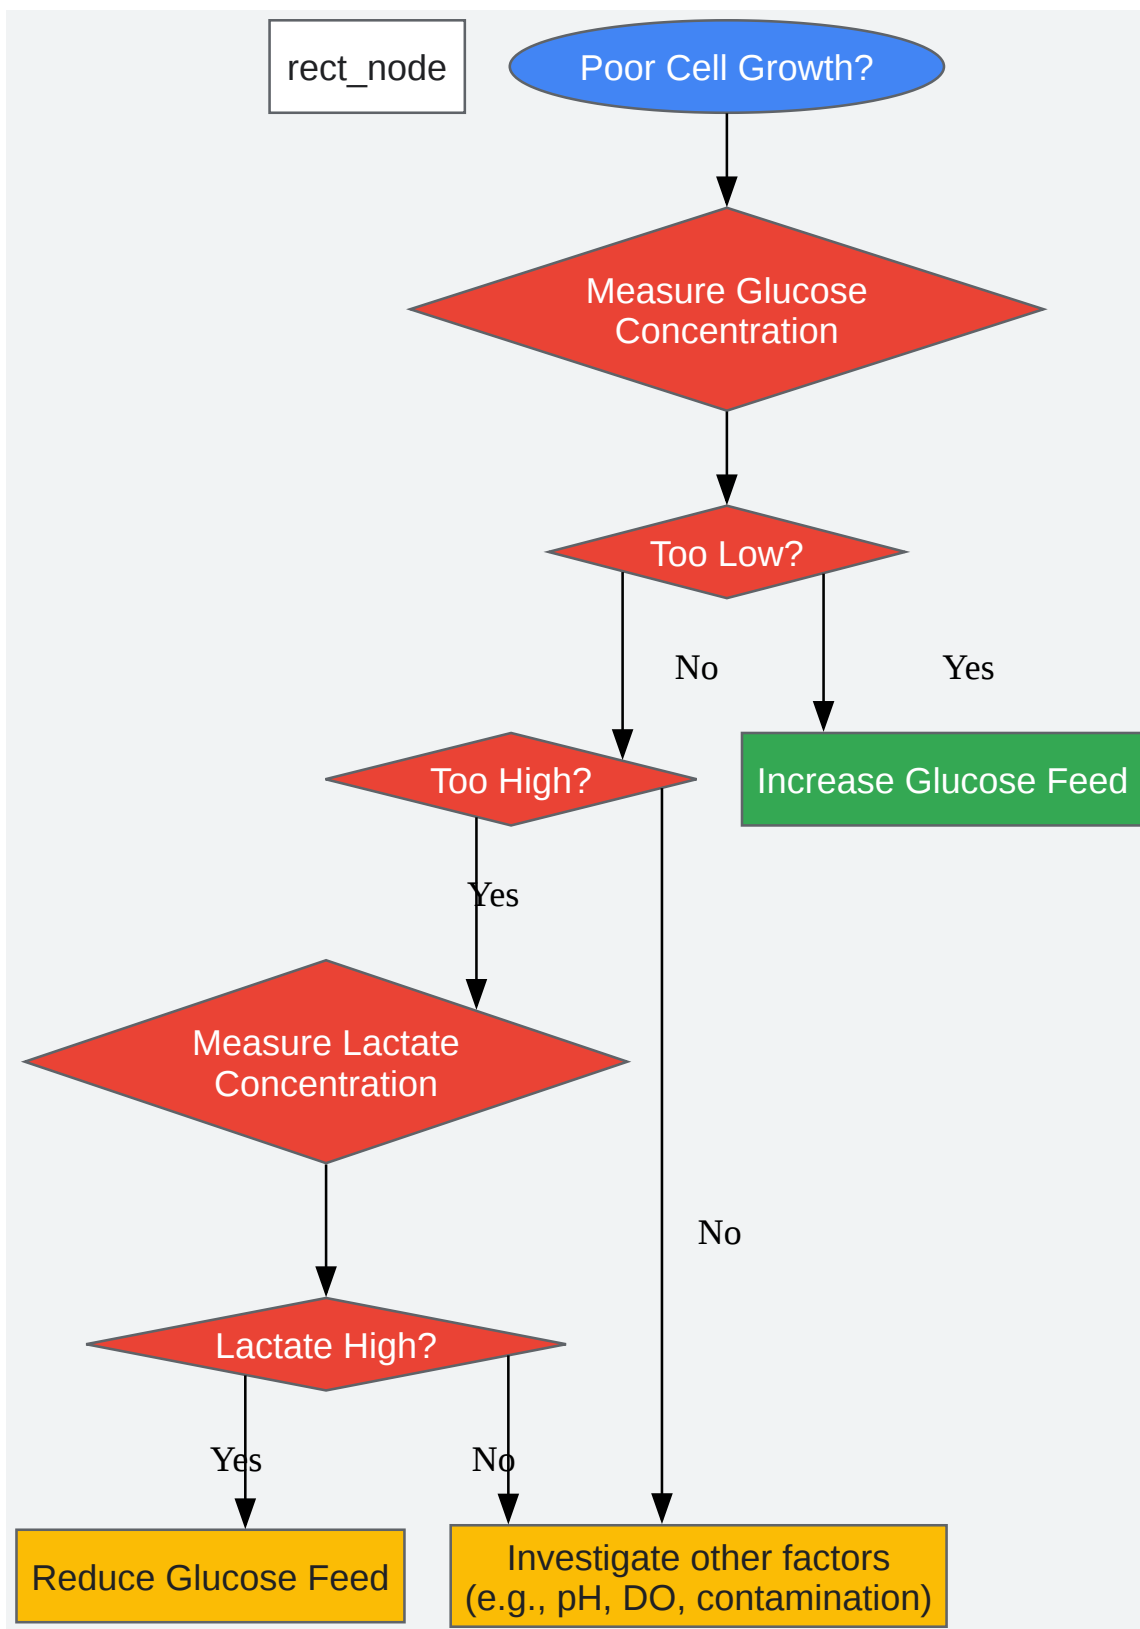 rect_node
Poor Cell Growth?
Measure Glucose
Concentration
Too Low?
No
Yes
Too High?
Increase Glucose Feed
Yes
Measure Lactate
Concentration
No
Lactate High?
Yes
No
Reduce Glucose Feed
Investigate other factors
(e.g., pH, DO, contamination)